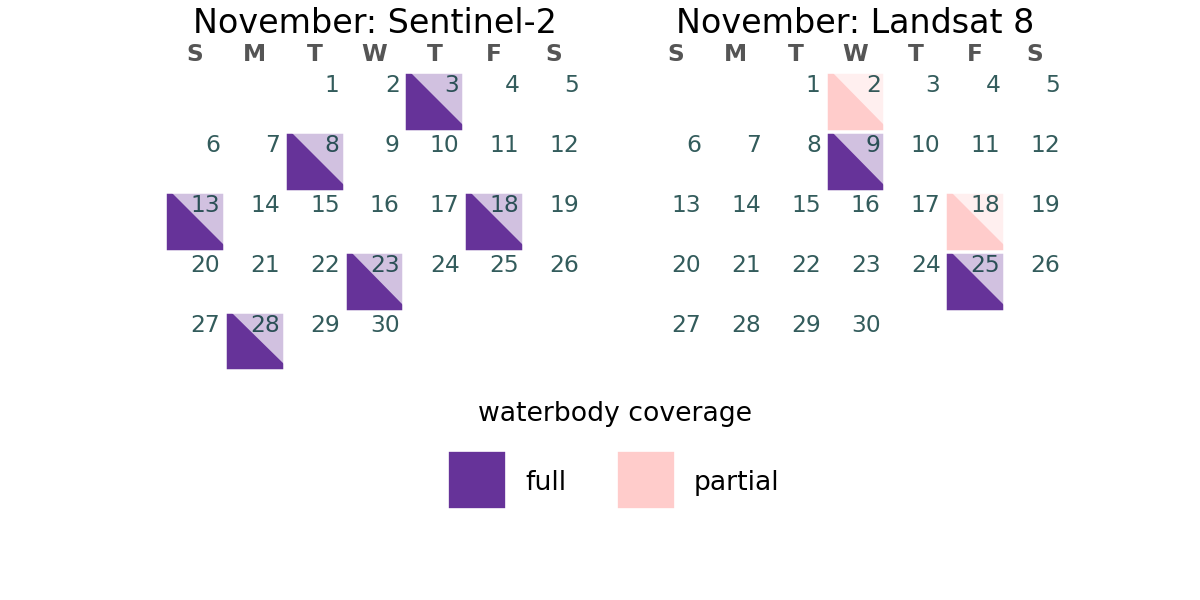 November: Sentinel-2
S M T W T F S
1 2 3 4 5
6 7 8 9 10 11 12
13 14 15 16 17 18 19
20 21 22 23 24 25 26
27 28 29 30
November: Landsat 8
S M T W T F S
1 2 3 4 5
6 7 8 9 10 11 12
13 14 15 16 17 18 19
20 21 22 23 24 25 26
27 28 29 30
waterbody coverage
full
partial